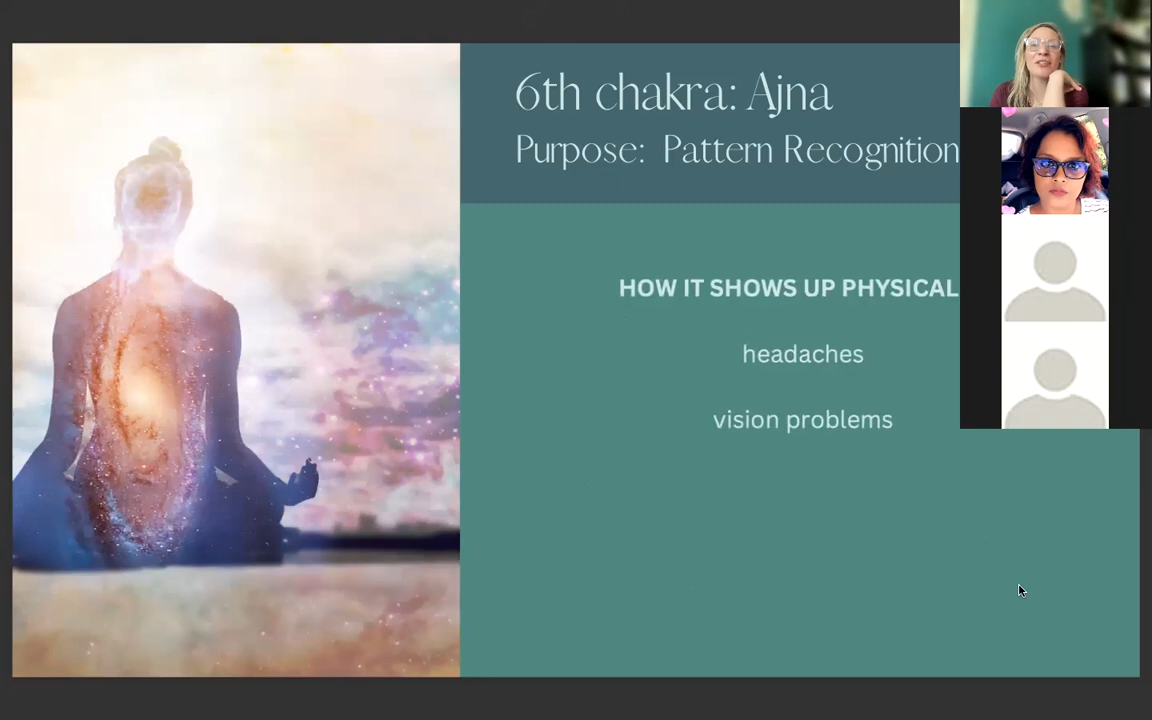 6th chakra: Ajna
Purpose: Pattern Recognition
HOW IT SHOWS UP PHYSICAL
headaches
vision problems